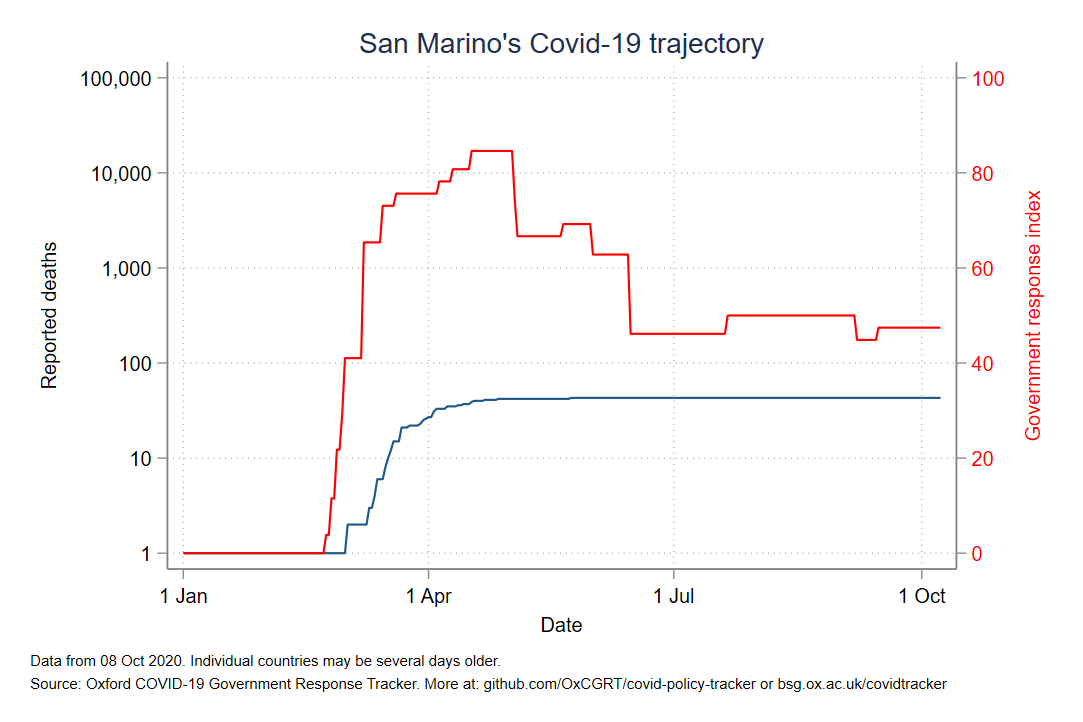 San Marino's Covid-19 trajectory
100,000
10,000
1,000
100
10
1
Reported deaths
100
80
60
40
20
0
Government response index
1 Jan
1 Apr
1 Jul
1 Oct
Date
Data from 08 Oct 2020. Individual countries may be several days older.
Source: Oxford COVID-19 Government Response Tracker. More at: github.com/OxCGRT/covid-policy-tracker or bsg.ox.ac.uk/covidtracker